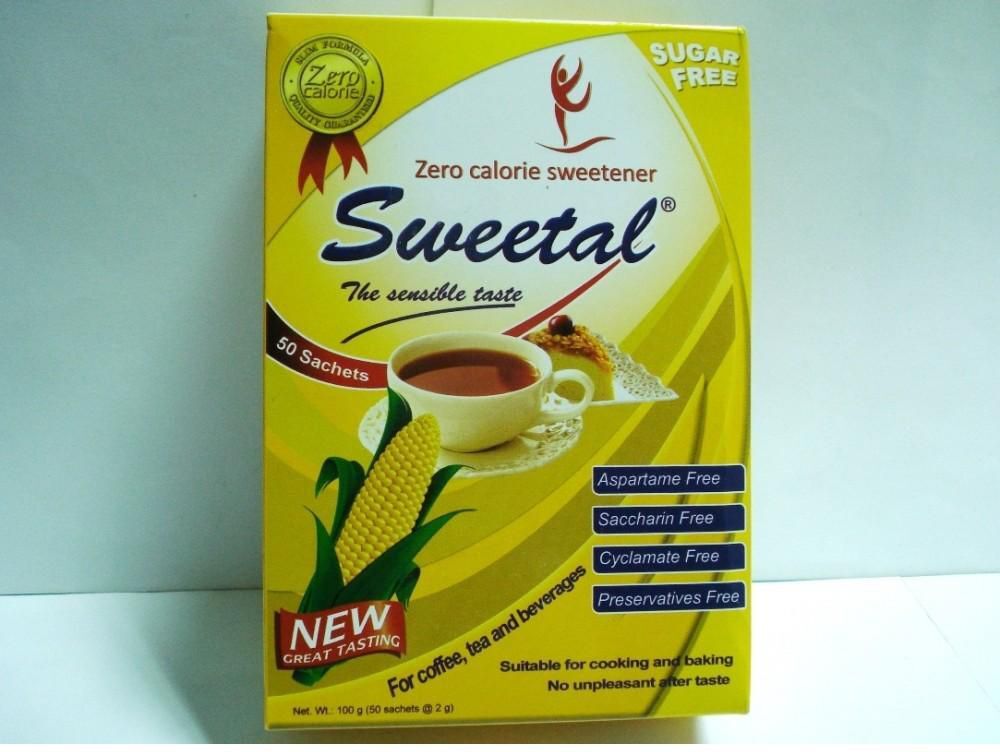 SLIM FORMULA
Zero
calorie
QUALITY GUARANTEED
SUGAR
FREE
Zero calorie sweetener
Sweetal®
The sensible taste
50 Sachets
Aspartame Free
Saccharin Free
Cyclamate Free
Preservatives Free
NEW
GREAT TASTING
For coffee, tea and beverages
Suitable for cooking and baking
No unpleasant after taste
Net. Wt.: 100 g (50 sachets @ 2 g)